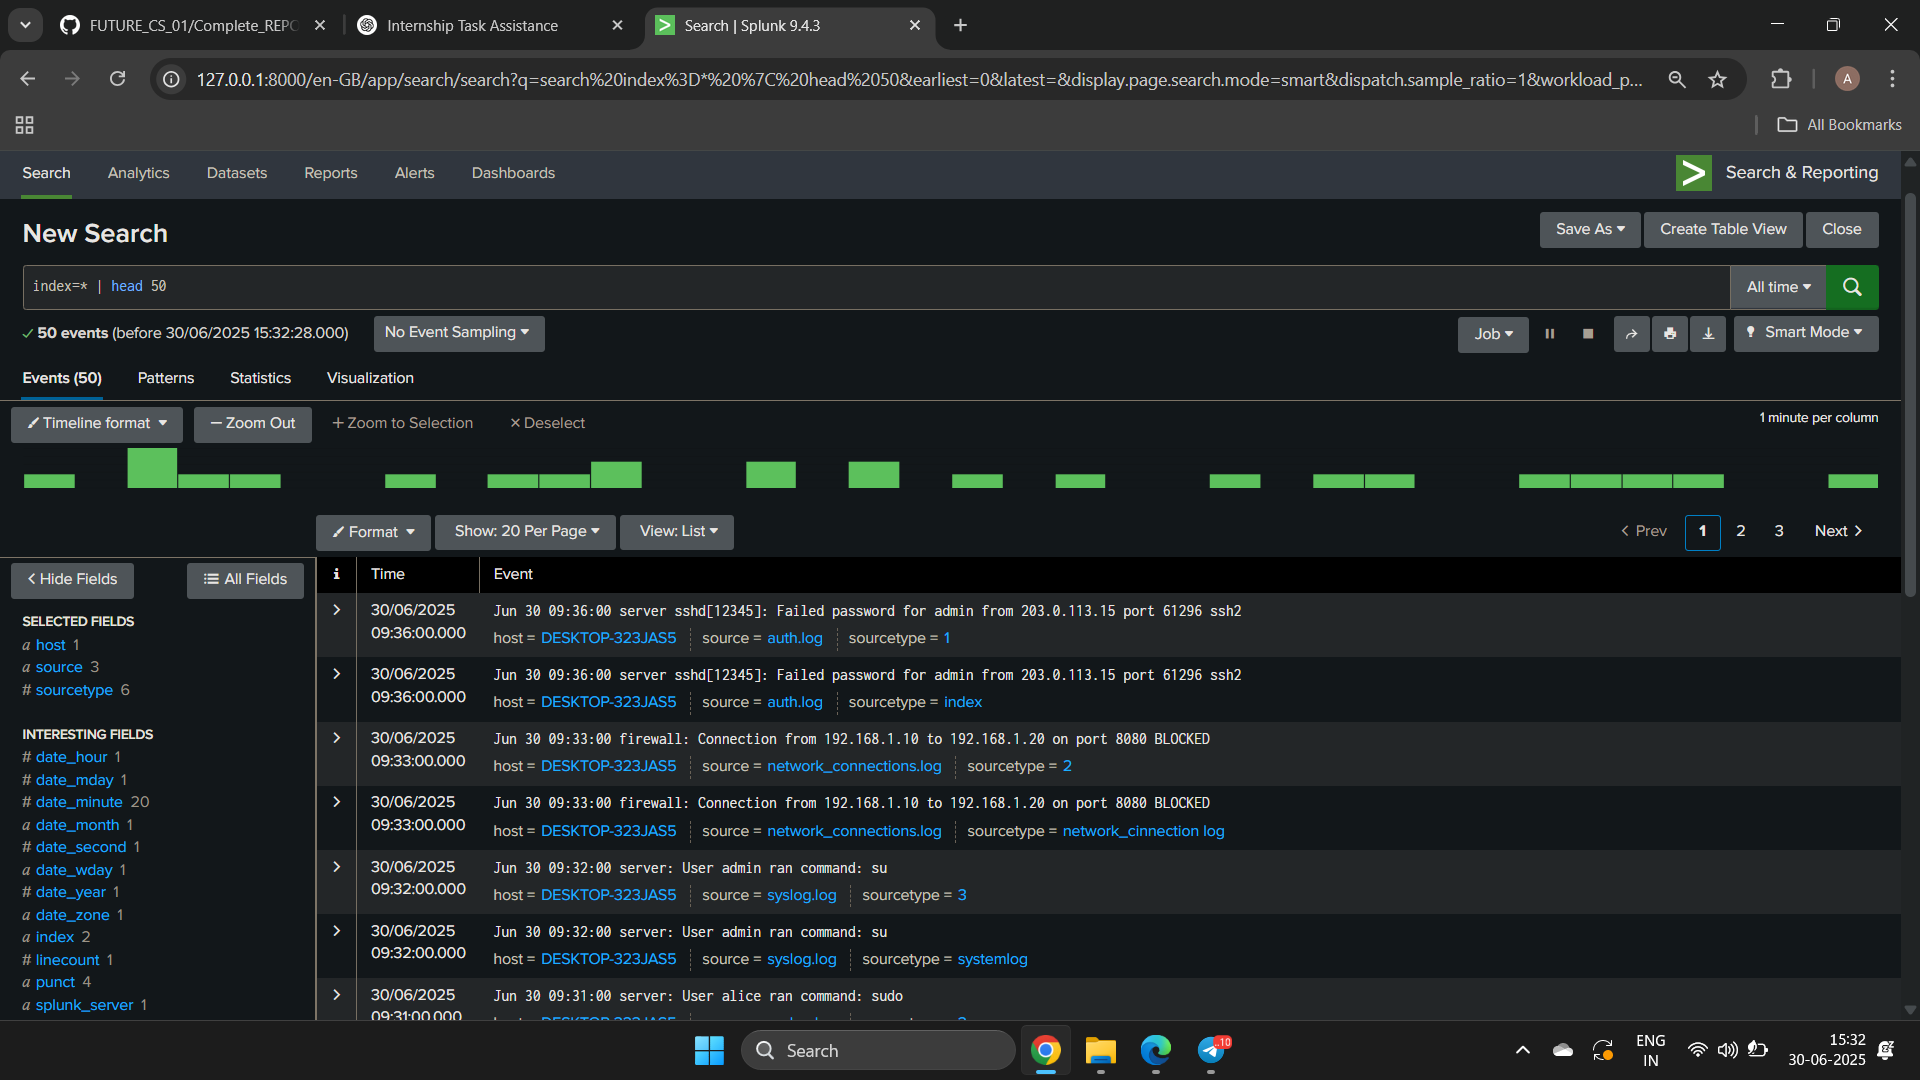 FUTURE_CS_01/Complete_REPO
Internship Task Assistance
Search | Splunk 9.4.3
127.0.0.1:8000/en-GB/app/search/search?q=search%20index%3D*%20%7C%20head%2050&earliest=0&latest=&display.page.search.mode=smart&dispatch.sample_ratio=1&workload_p...
A
All Bookmarks
Search Analytics Datasets Reports Alerts Dashboards
Search & Reporting
New Search
Save As Create Table View Close
index=* | head 50
All time
50 events (before 30/06/2025 15:32:28.000)
No Event Sampling
Job
Smart Mode
Events (50) Patterns Statistics Visualization
Timeline format — Zoom Out + Zoom to Selection × Deselect
1 minute per column
Format Show: 20 Per Page View: List
< Prev 1 2 3 Next >
< Hide Fields All Fields
i Time Event
SELECTED FIELDS
a host 1
a source 3
# sourcetype 6
INTERESTING FIELDS
# date_hour 1
# date_mday 1
# date_minute 20
a date_month 1
# date_second 1
a date_wday 1
# date_year 1
a date_zone 1
a index 2
# linecount 1
a punct 4
a splunk_server 1
30/06/2025 09:36:00.000
Jun 30 09:36:00 server sshd[12345]: Failed password for admin from 203.0.113.15 port 61296 ssh2
host = DESKTOP-323JAS5 source = auth.log sourcetype = 1
30/06/2025 09:36:00.000
Jun 30 09:36:00 server sshd[12345]: Failed password for admin from 203.0.113.15 port 61296 ssh2
host = DESKTOP-323JAS5 source = auth.log sourcetype = index
30/06/2025 09:33:00.000
Jun 30 09:33:00 firewall: Connection from 192.168.1.10 to 192.168.1.20 on port 8080 BLOCKED
host = DESKTOP-323JAS5 source = network_connections.log sourcetype = 2
30/06/2025 09:33:00.000
Jun 30 09:33:00 firewall: Connection from 192.168.1.10 to 192.168.1.20 on port 8080 BLOCKED
host = DESKTOP-323JAS5 source = network_connections.log sourcetype = network_cinnection log
30/06/2025 09:32:00.000
Jun 30 09:32:00 server: User admin ran command: su
host = DESKTOP-323JAS5 source = syslog.log sourcetype = 3
30/06/2025 09:32:00.000
Jun 30 09:32:00 server: User admin ran command: su
host = DESKTOP-323JAS5 source = syslog.log sourcetype = systemlog
30/06/2025 09:31:00.000
Jun 30 09:31:00 server: User alice ran command: sudo
Search
10
ENG
IN
15:32
30-06-2025